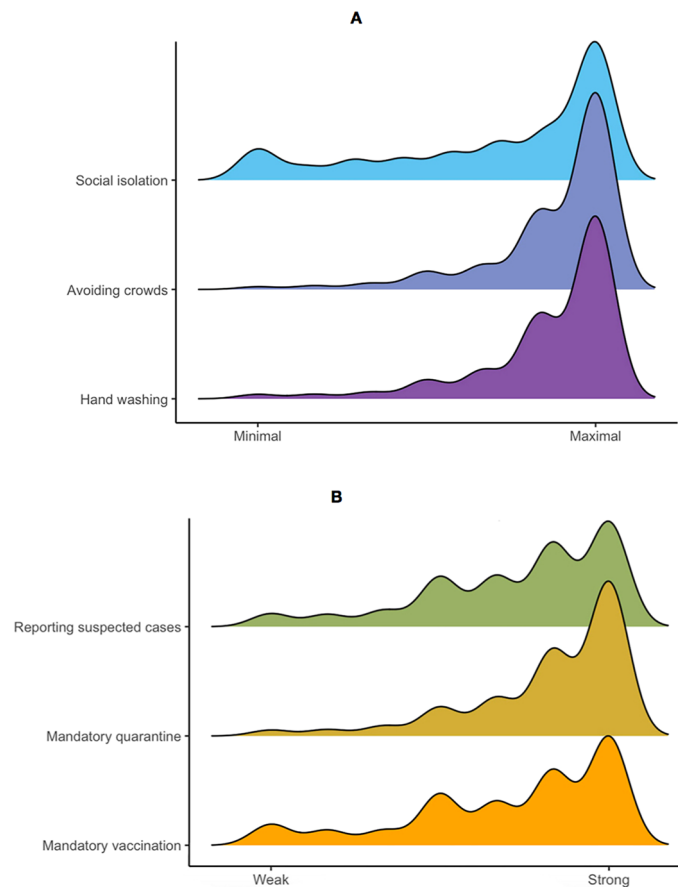 A
Social isolation
Avoiding crowds
Hand washing
Minimal Maximal
B
Reporting suspected cases
Mandatory quarantine
Mandatory vaccination
Weak Strong